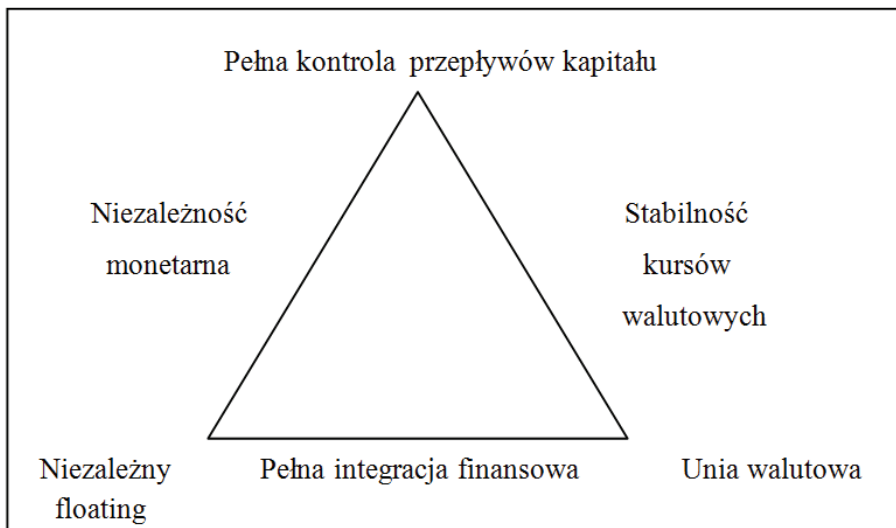 Pełna kontrola przepływów kapitału
Niezależność
monetarna
Stabilność
kursów
walutowych
Niezależny
floating
Pełna integracja finansowa
Unia walutowa